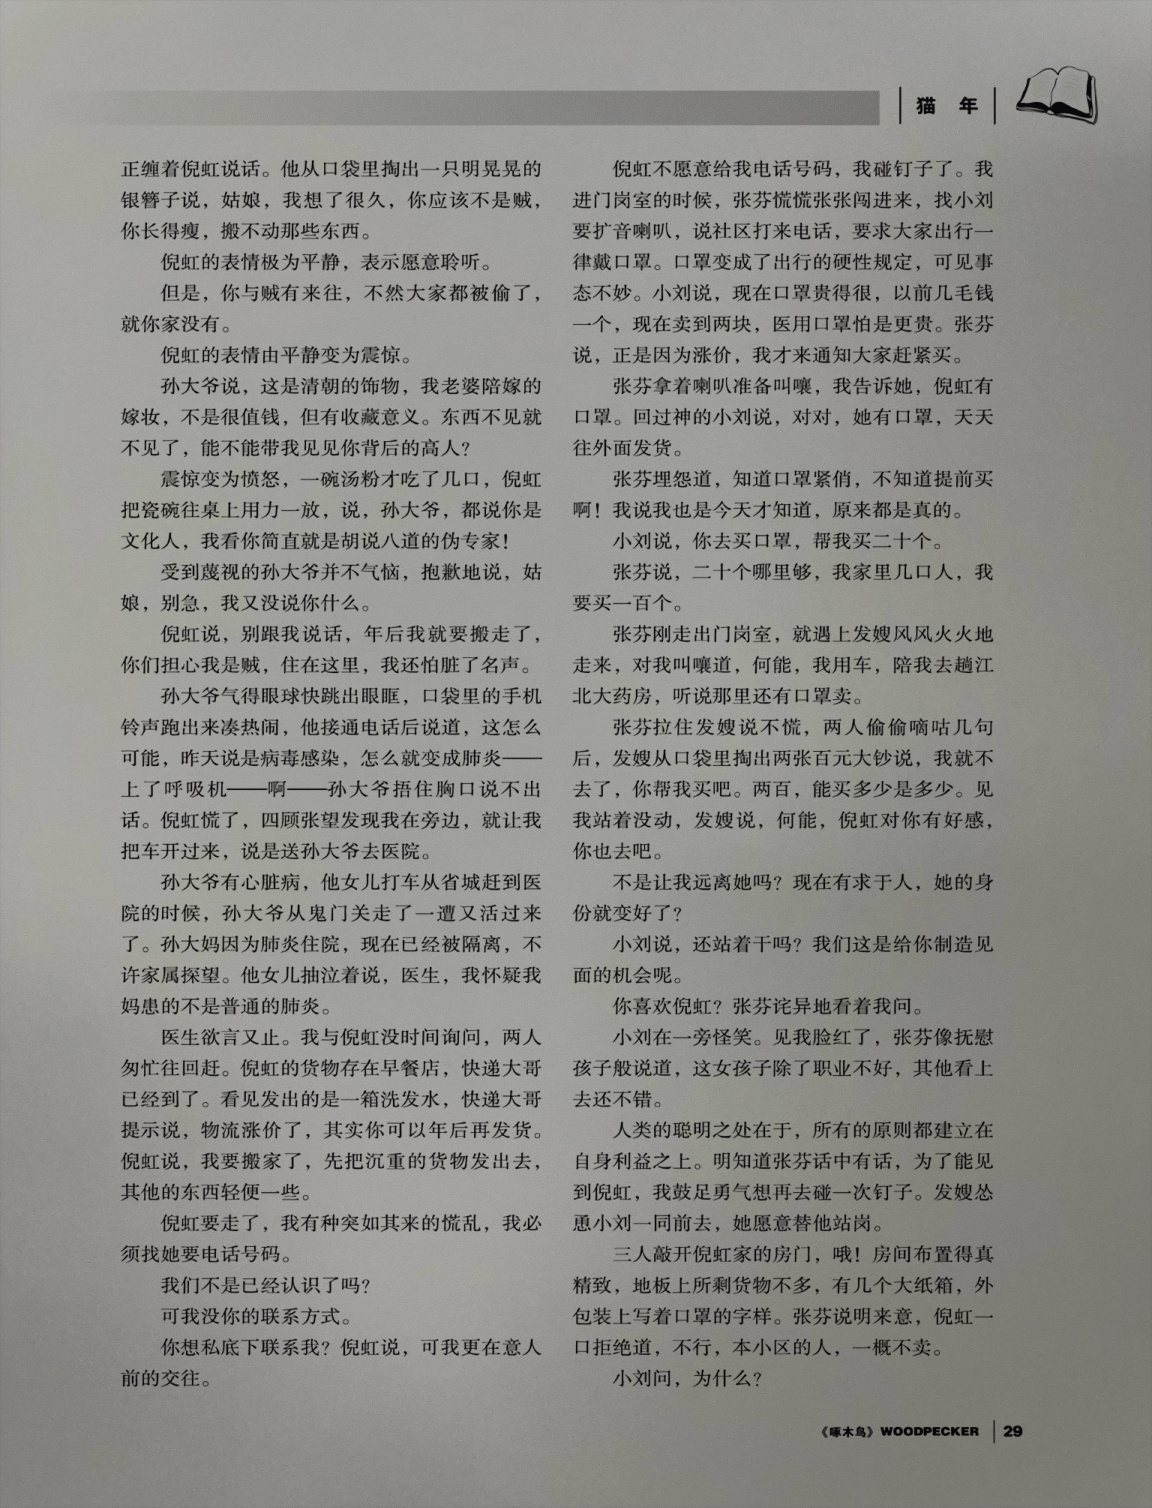 猫 年
正缠着倪虹说话。他从口袋里掏出一只明晃晃的
银簪子说，姑娘，我想了很久，你应该不是贼，
你长得瘦，搬不动那些东西。
倪虹的表情极为平静，表示愿意聆听。
但是，你与贼有来往，不然大家都被偷了，
就你家没有。
倪虹的表情由平静变为震惊。
孙大爷说，这是清朝的饰物，我老婆陪嫁的
嫁妆，不是很值钱，但有收藏意义。东西不见就
不见了，能不能带我见见你背后的高人？
震惊变为愤怒，一碗汤粉才吃了几口，倪虹
把瓷碗往桌上用力一放，说，孙大爷，都说你是
文化人，我看你简直就是胡说八道的伪专家！
受到蔑视的孙大爷并不气恼，抱歉地说，姑
娘，别急，我又没说你什么。
倪虹说，别跟我说话，年后我就要搬走了，
你们担心我是贼，住在这里，我还怕脏了名声。
孙大爷气得眼球快跳出眼眶，口袋里的手机
铃声跑出来凑热闹，他接通电话后说道，这怎么
可能，昨天说是病毒感染，怎么就变成肺炎——
上了呼吸机——啊——孙大爷捂住胸口说不出
话。倪虹慌了，四顾张望发现我在旁边，就让我
把车开过来，说是送孙大爷去医院。
孙大爷有心脏病，他女儿打车从省城赶到医
院的时候，孙大爷从鬼门关走了一遭又活过来
了。孙大妈因为肺炎住院，现在已经被隔离，不
许家属探望。他女儿抽泣着说，医生，我怀疑我
妈患的不是普通的肺炎。
医生欲言又止。我与倪虹没时间询问，两人
匆忙往回赶。倪虹的货物存在早餐店，快递大哥
已经到了。看见发出的是一箱洗发水，快递大哥
提示说，物流涨价了，其实你可以年后再发货。
倪虹说，我要搬家了，先把沉重的货物发出去，
其他的东西轻便一些。
倪虹要走了，我有种突如其来的慌乱，我必
须找她要电话号码。
我们不是已经认识了吗？
可我没你的联系方式。
你想私底下联系我？倪虹说，可我更在意人
前的交往。
倪虹不愿意给我电话号码，我碰钉子了。我
进门岗室的时候，张芬慌慌张张闯进来，找小刘
要扩音喇叭，说社区打来电话，要求大家出行一
律戴口罩。口罩变成了出行的硬性规定，可见事
态不妙。小刘说，现在口罩贵得很，以前几毛钱
一个，现在卖到两块，医用口罩怕是更贵。张芬
说，正是因为涨价，我才来通知大家赶紧买。
张芬拿着喇叭准备叫嚷，我告诉她，倪虹有
口罩。回过神的小刘说，对对，她有口罩，天天
往外面发货。
张芬埋怨道，知道口罩紧俏，不知道提前买
啊！我说我也是今天才知道，原来都是真的。
小刘说，你去买口罩，帮我买二十个。
张芬说，二十个哪里够，我家里几口人，我
要买一百个。
张芬刚走出门岗室，就遇上发嫂风风火火地
走来，对我叫嚷道，何能，我用车，陪我去趟江
北大药房，听说那里还有口罩卖。
张芬拉住发嫂说不慌，两人偷偷嘀咕几句
后，发嫂从口袋里掏出两张百元大钞说，我就不
去了，你帮我买吧。两百，能买多少是多少。见
我站着没动，发嫂说，何能，倪虹对你有好感，
你也去吧。
不是让我远离她吗？现在有求于人，她的身
份就变好了？
小刘说，还站着干吗？我们这是给你制造见
面的机会呢。
你喜欢倪虹？张芬诧异地看着我问。
小刘在一旁怪笑。见我脸红了，张芬像抚慰
孩子般说道，这女孩子除了职业不好，其他看上
去还不错。
人类的聪明之处在于，所有的原则都建立在
自身利益之上。明知道张芬话中有话，为了能见
到倪虹，我鼓足勇气想再去碰一次钉子。发嫂怂
恿小刘一同前去，她愿意替他站岗。
三人敲开倪虹家的房门，哦！房间布置得真
精致，地板上所剩货物不多，有几个大纸箱，外
包装上写着口罩的字样。张芬说明来意，倪虹一
口拒绝道，不行，本小区的人，一概不卖。
小刘问，为什么？
《啄木鸟》WOODPECKER 29